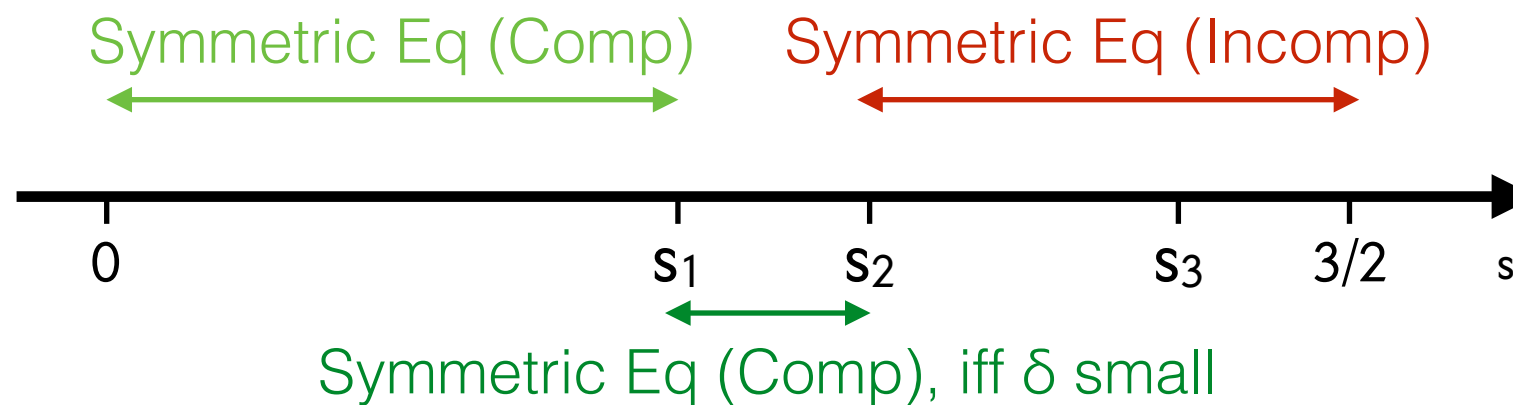 Symmetric Eq (Comp) Symmetric Eq (Incomp)
0 s₁ s₂ s₃ 3/2 s
Symmetric Eq (Comp), iff δ small